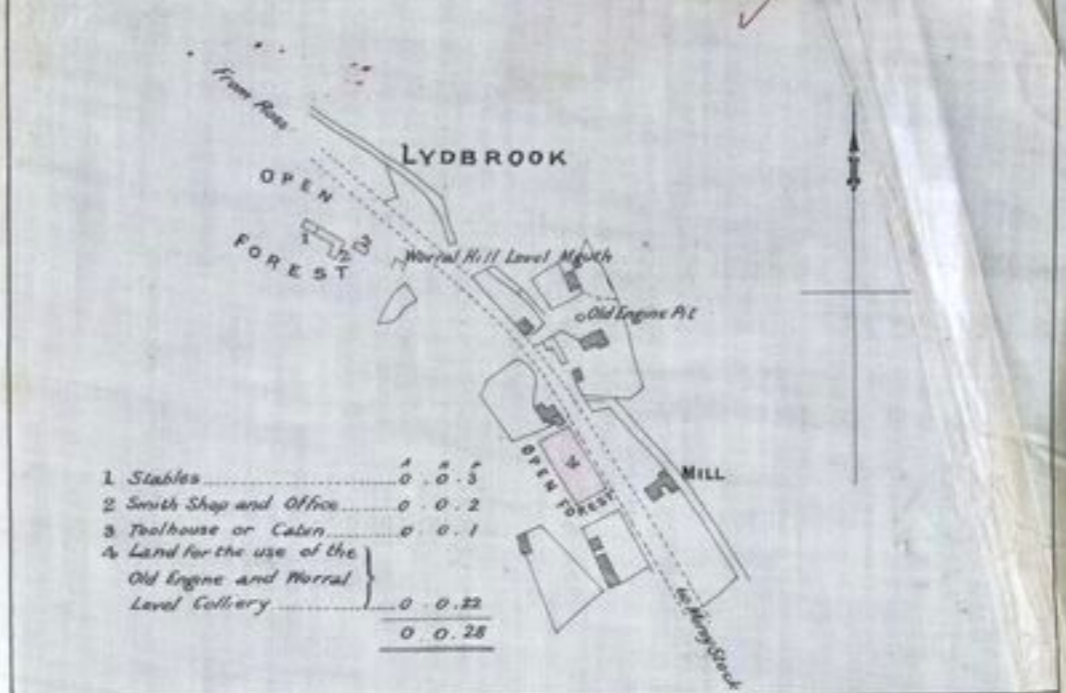 From Ross
LYDBROOK
OPEN
FOREST
1
2
3
Worral Hill Level Mouth
Old Engine Pit
4
OPEN
FOREST
MILL
to Mirystock
A R P
1 Stables 0 . 0 . 3
2 Smith Shop and Office 0 0 . 2
3 Toolhouse or Cabin 0 0 . 1
4 Land for the use of the
Old Engine and Worral
Level Colliery 0 0 . 22
0 0 . 28